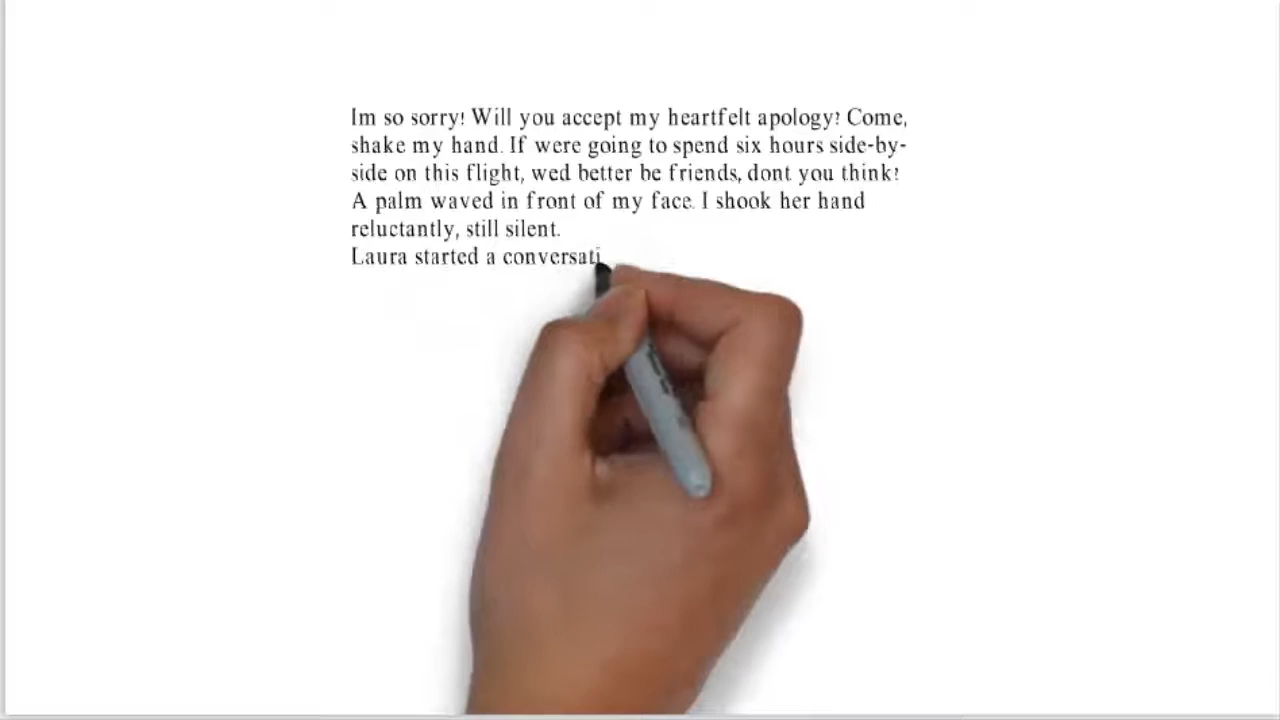 Im so sorry! Will you accept my heartfelt apology? Come,
shake my hand. If were going to spend six hours side-by-
side on this flight, wed better be friends, dont you think?
A palm waved in front of my face. I shook her hand
reluctantly, still silent.
Laura started a conversati